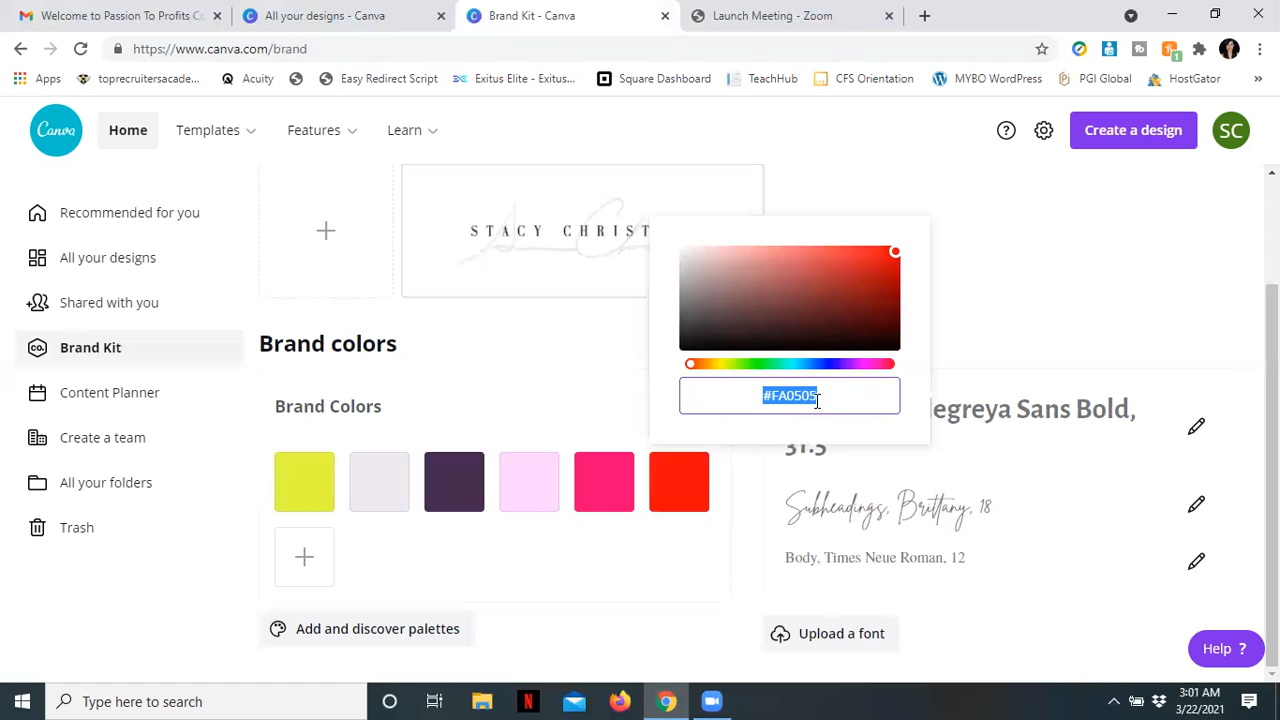 Welcome to Passion To Profits C
All your designs - Canva
Brand Kit - Canva
Launch Meeting - Zoom
https://www.canva.com/brand
Apps
toprecruitersacade...
Acuity
Easy Redirect Script
Exitus Elite - Exitus...
Square Dashboard
TeachHub
CFS Orientation
MYBO WordPress
PGI Global
HostGator
»
Canva
Home
Templates
Features
Learn
Create a design
SC
Recommended for you
All your designs
Shared with you
Brand Kit
Content Planner
Create a team
All your folders
Trash
STACY CHRIST
Brand colors
Brand Colors
#FA0505
egreya Sans Bold,
31.5
Subheadings, Brittany, 18
Body, Times Neue Roman, 12
Add and discover palettes
Upload a font
Help ?
Type here to search
3:01 AM
3/22/2021